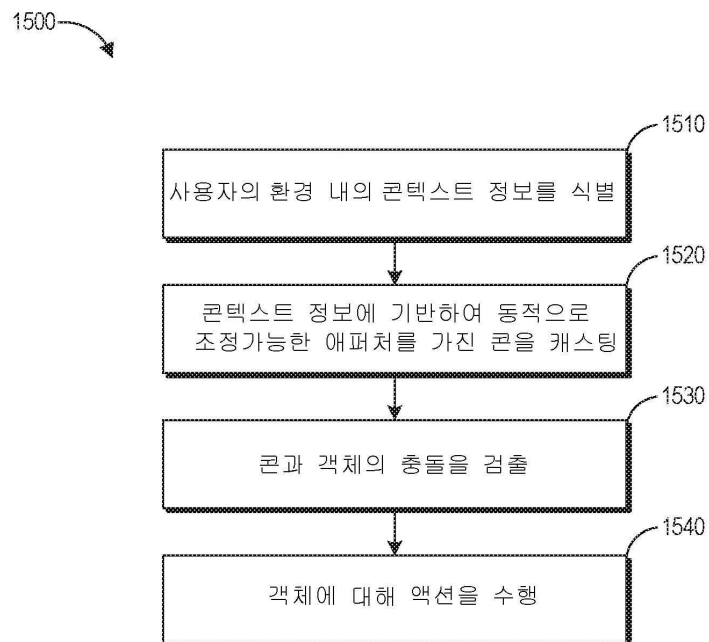 1500
1510
사용자의 환경 내의 콘텍스트 정보를 식별
1520
콘텍스트 정보에 기반하여 동적으로
조정가능한 애퍼처를 가진 콘을 캐스팅
1530
콘과 객체의 충돌을 검출
1540
객체에 대해 액션을 수행